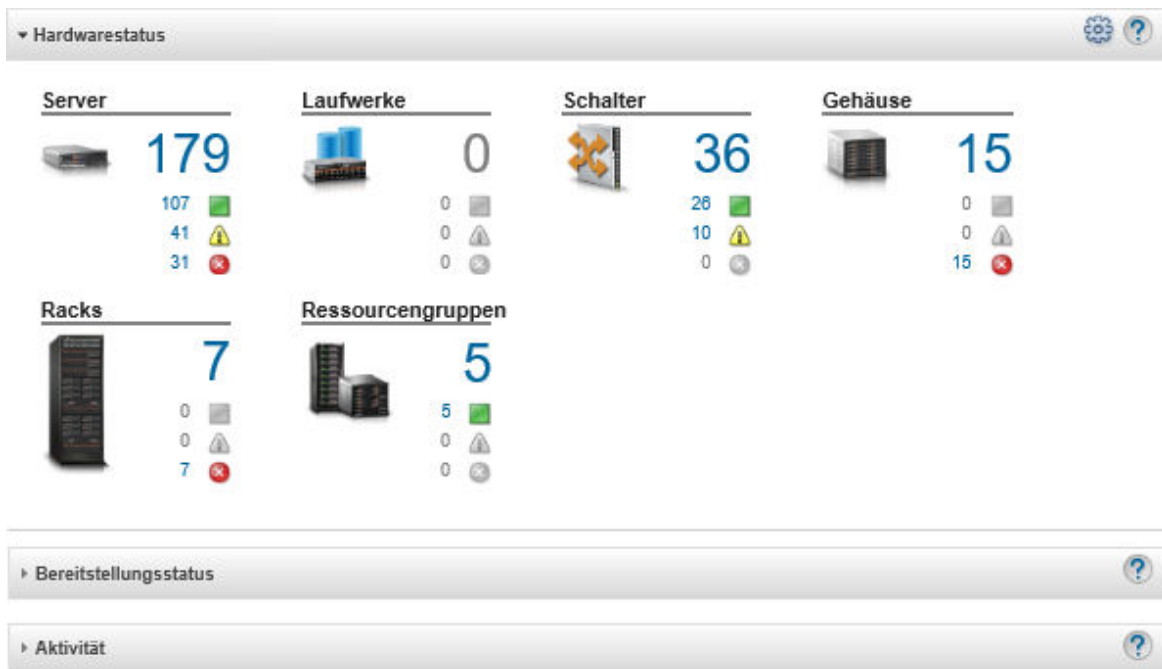 Hardwarestatus
Server
179
107
41
31
Laufwerke
0
0
0
0
Schalter
36
26
10
0
Gehäuse
15
0
0
15
Racks
7
0
0
7
Ressourcengruppen
5
5
0
0
Bereitstellungsstatus
Aktivität